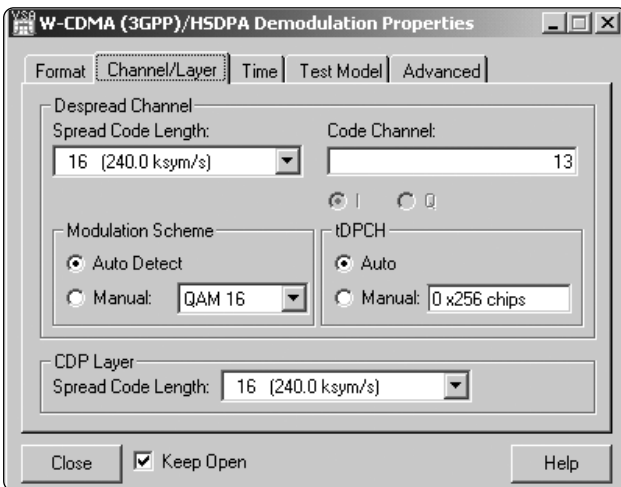 VSA W-CDMA (3GPP)/HSDPA Demodulation Properties
Format Channel/Layer Time Test Model Advanced
Despread Channel
Spread Code Length: Code Channel:
16 (240.0 ksym/s) 13
I Q
Modulation Scheme tDPCH
Auto Detect Auto
Manual: QAM 16 Manual: 0 x256 chips
CDP Layer
Spread Code Length: 16 (240.0 ksym/s)
Close Keep Open Help